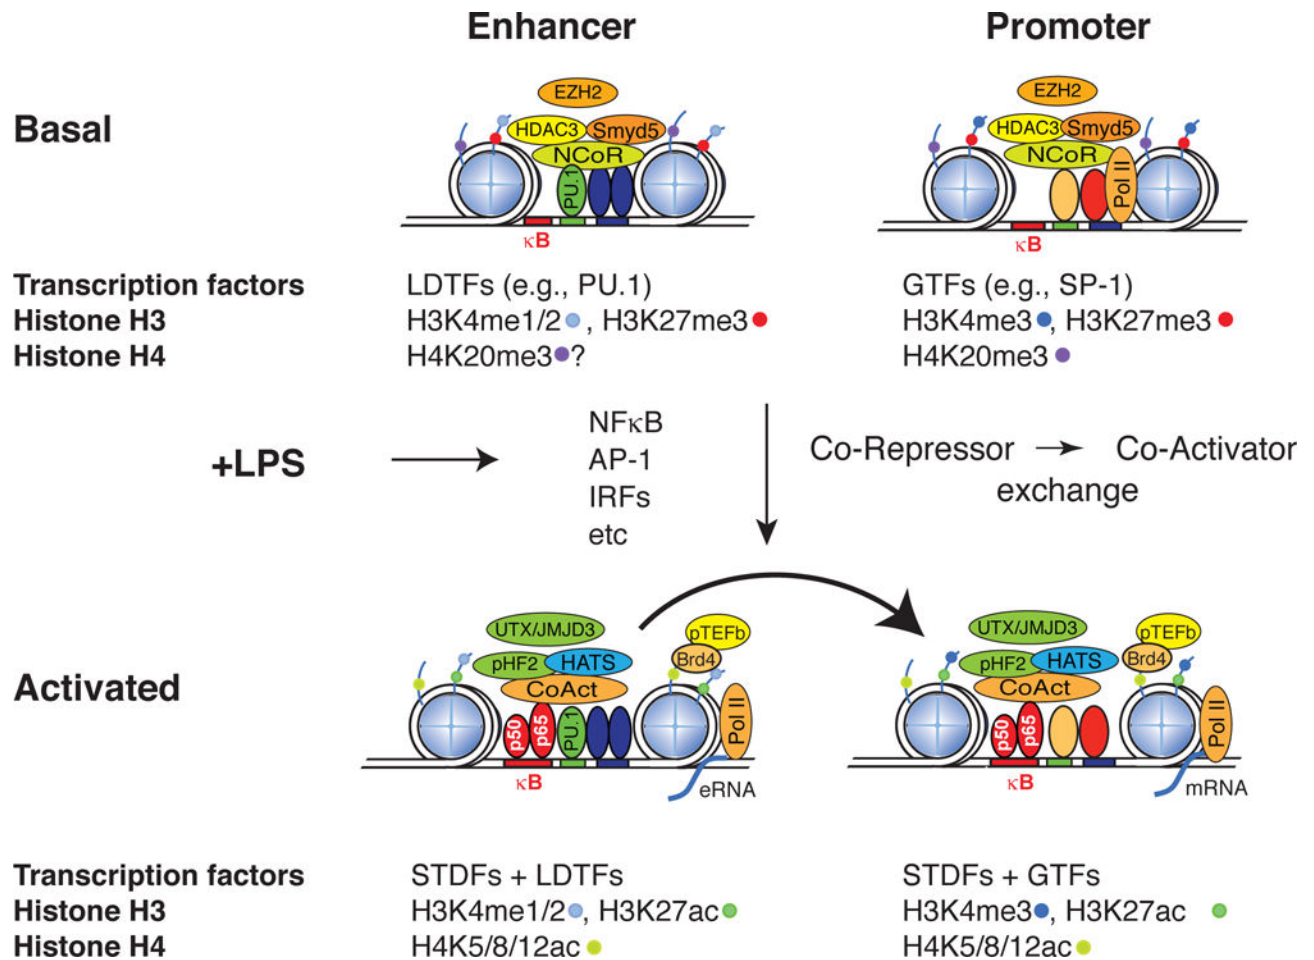 Enhancer Promoter
Basal
EZH2 EZH2
HDAC3 Smyd5 HDAC3 Smyd5
NCoR NCoR
PU.1 Pol II
κB κB
Transcription factors LDTFs (e.g., PU.1) GTFs (e.g., SP-1)
Histone H3 H3K4me1/2 , H3K27me3 H3K4me3 , H3K27me3
Histone H4 H4K20me3 ? H4K20me3
NFκB
+LPS AP-1 Co-Repressor → Co-Activator
IRFs exchange
etc
UTX/JMJD3 pTEFb UTX/JMJD3 pTEFb
pHF2 HATS Brd4 pHF2 HATS Brd4
Activated CoAct CoAct
p50 p65 PU.1 Pol II p50 p65 Pol II
κB eRNA κB mRNA
Transcription factors STDFs + LDTFs STDFs + GTFs
Histone H3 H3K4me1/2 , H3K27ac H3K4me3 , H3K27ac
Histone H4 H4K5/8/12ac H4K5/8/12ac